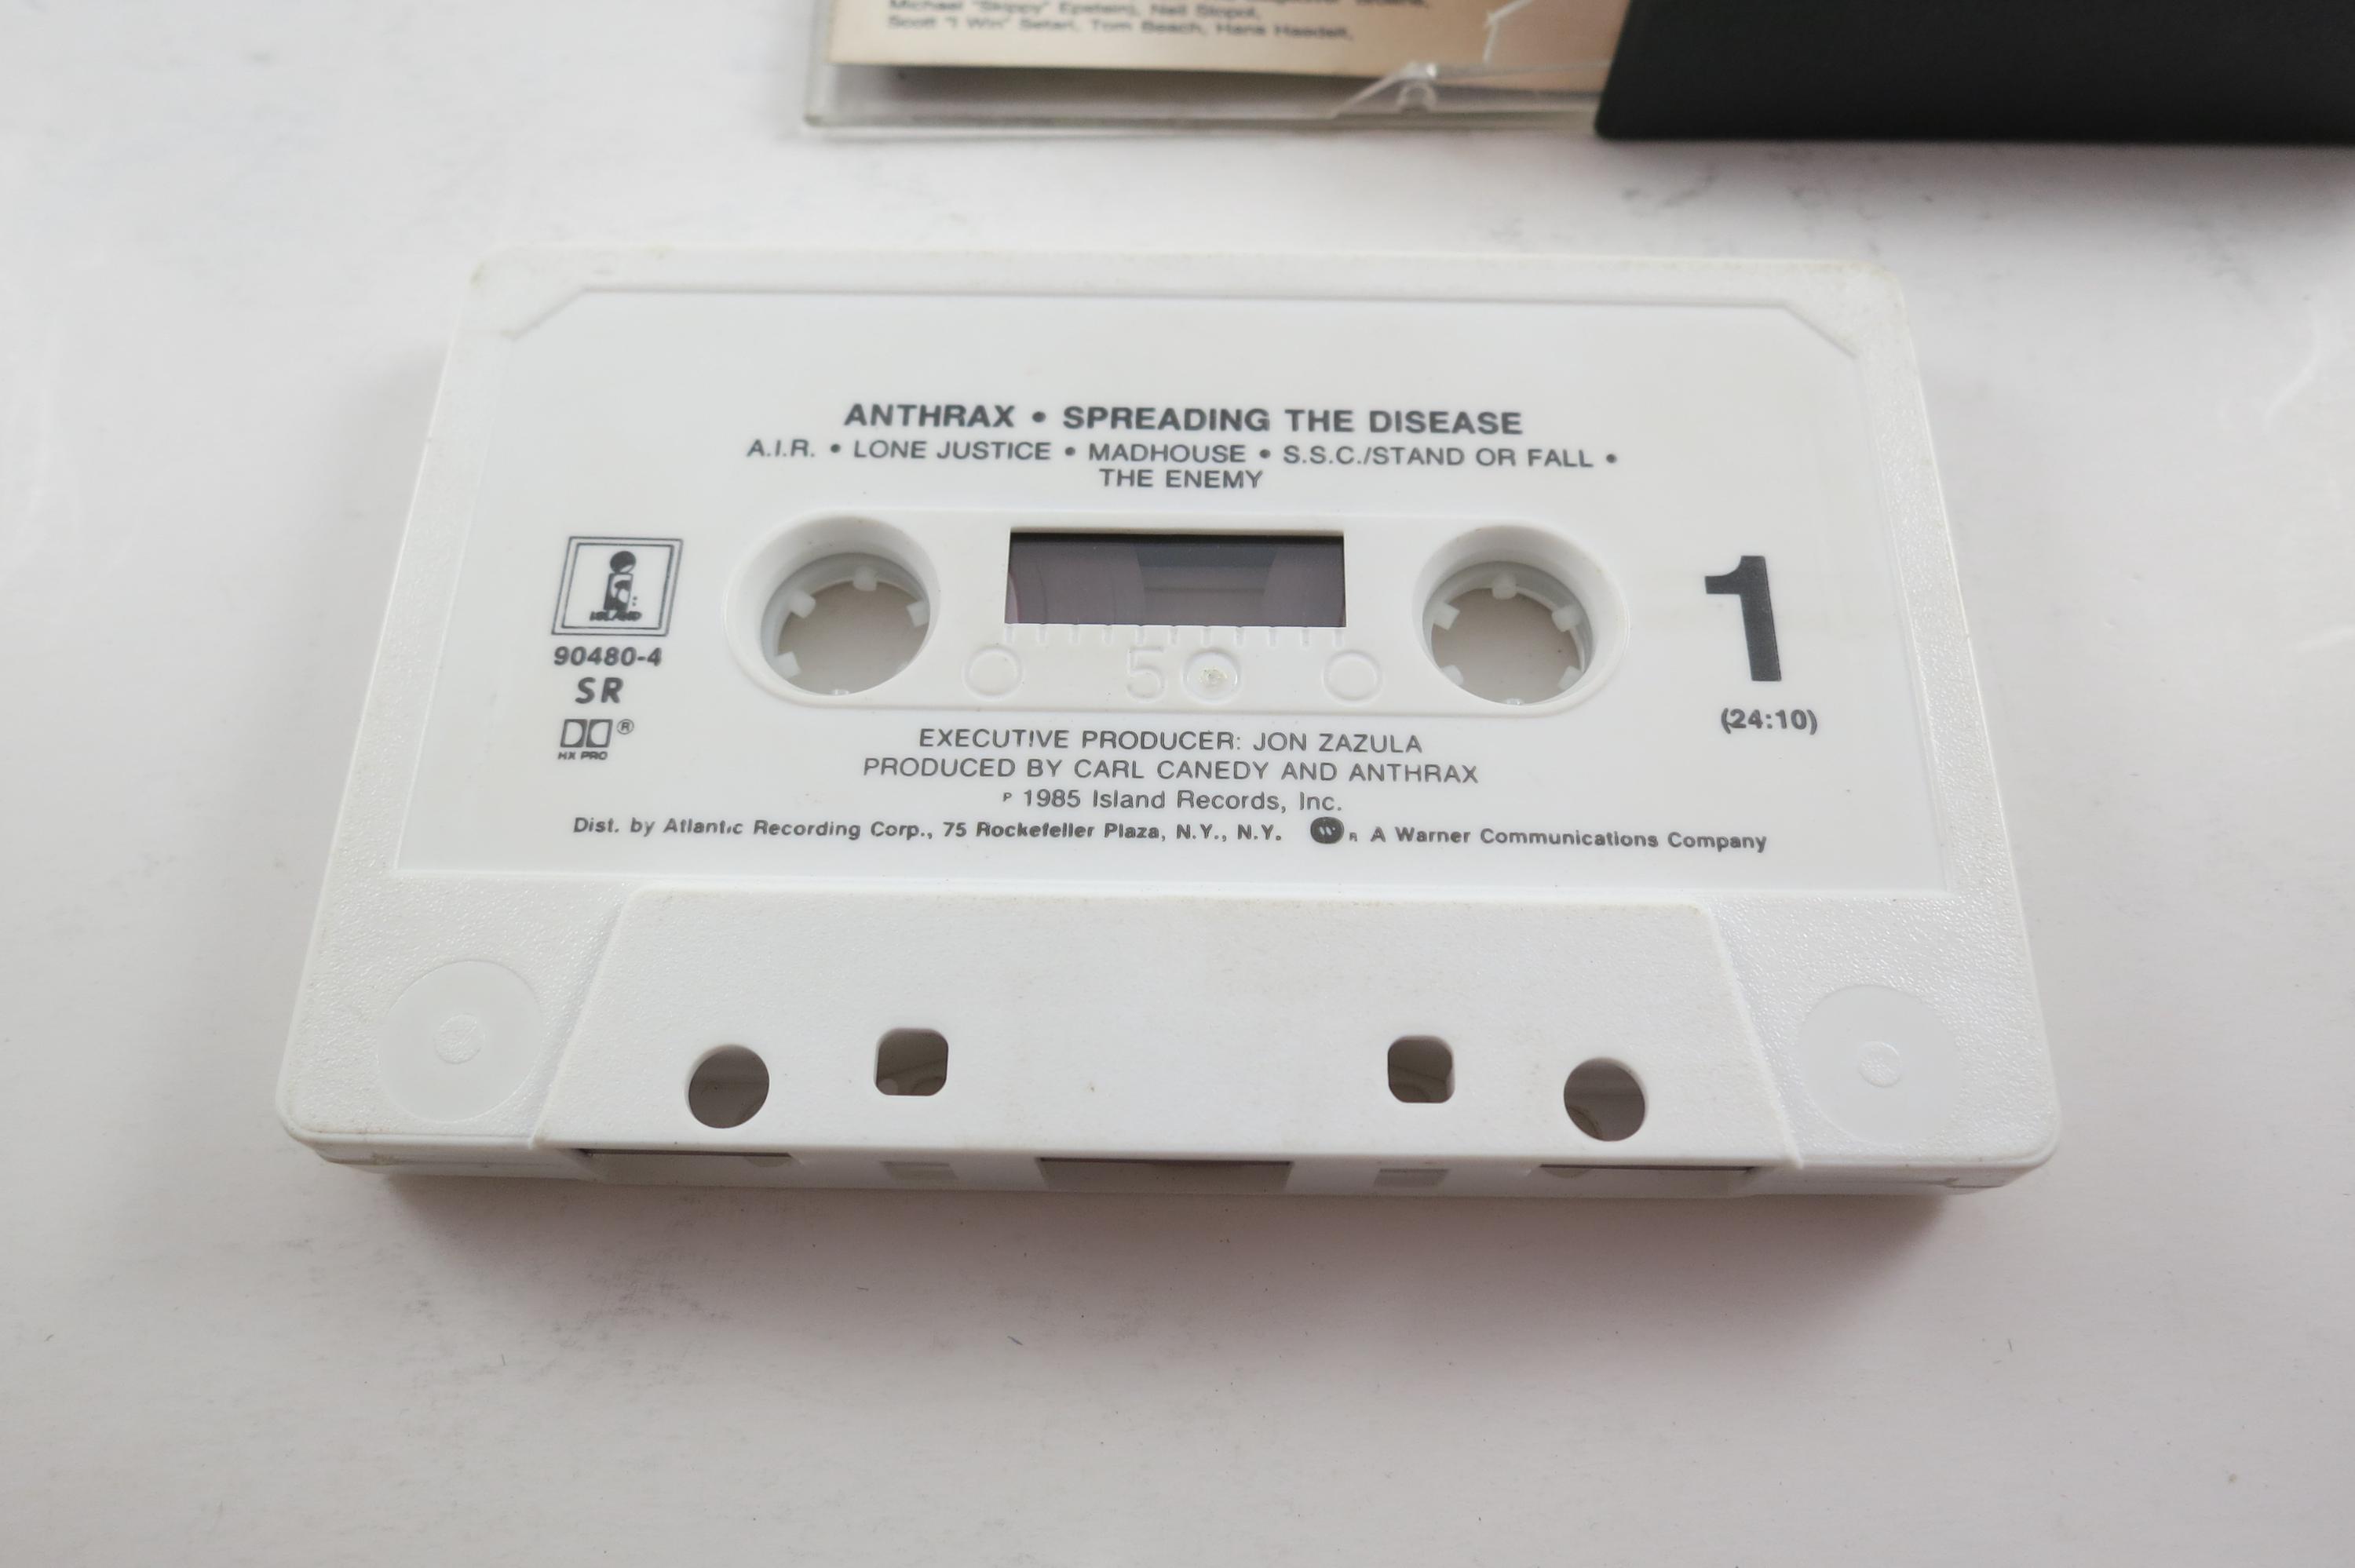 Michael "Skippy" Epstein), Neil Stopol,
Scott "I Win" Setari, Tom Beach, Hans Haedelt,
ANTHRAX • SPREADING THE DISEASE
A.I.R. • LONE JUSTICE • MADHOUSE • S.S.C./STAND OR FALL •
THE ENEMY
ISLAND
90480-4
SR
®
HX PRO
50
1
(24:10)
EXECUTIVE PRODUCER: JON ZAZULA
PRODUCED BY CARL CANEDY AND ANTHRAX
℗ 1985 Island Records, Inc.
Dist. by Atlantic Recording Corp., 75 Rockefeller Plaza, N.Y., N.Y. W R A Warner Communications Company